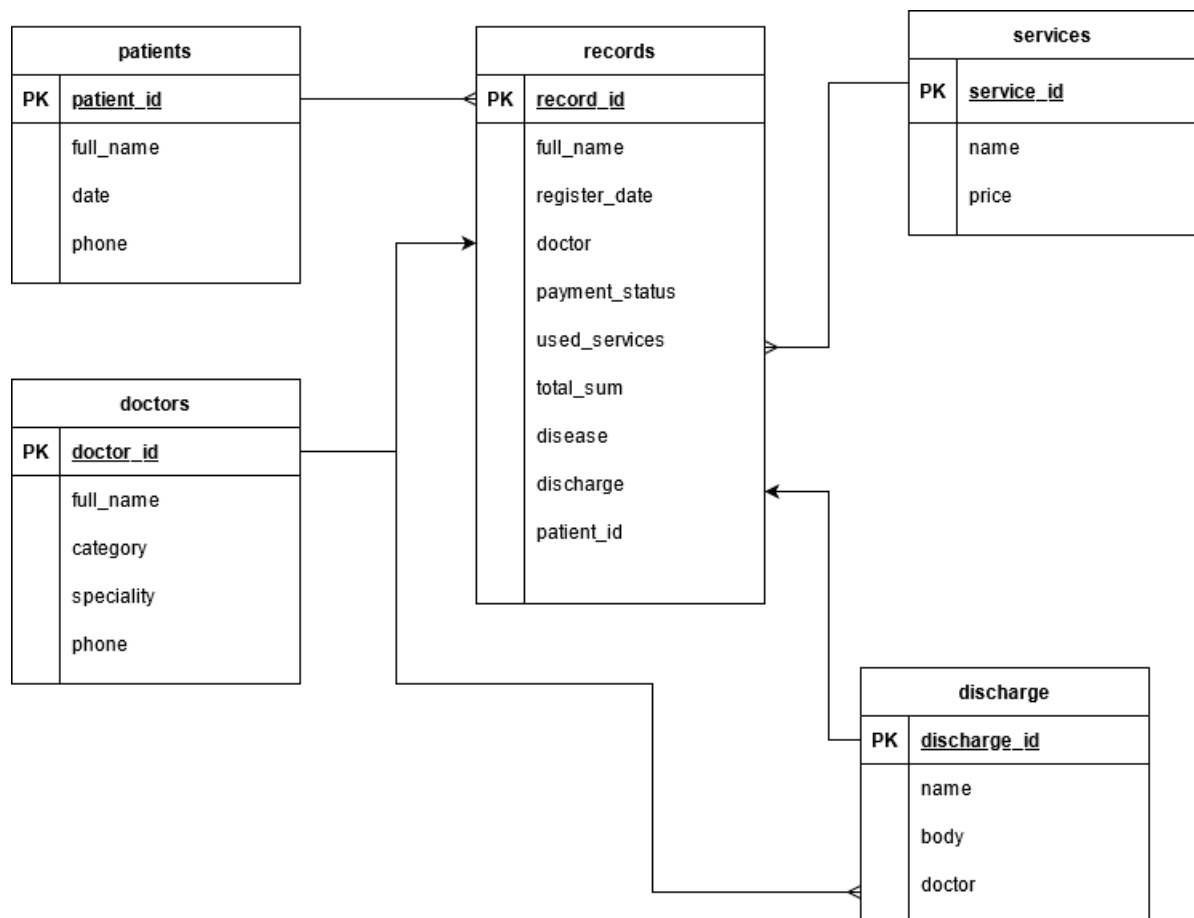 patients
PK patient_id
full_name
date
phone
records
PK record_id
full_name
register_date
doctor
payment_status
used_services
total_sum
disease
discharge
patient_id
services
PK service_id
name
price
doctors
PK doctor_id
full_name
category
speciality
phone
discharge
PK discharge_id
name
body
doctor